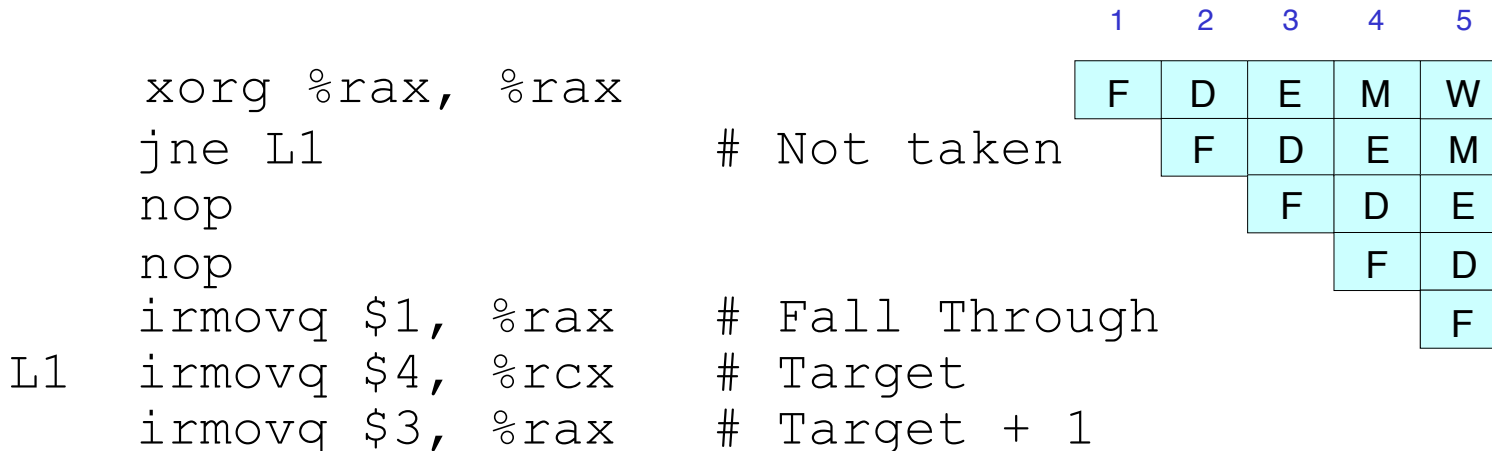 1 2 3 4 5
xorg %rax, %rax F D E M W
jne L1 # Not taken F D E M
nop F D E
nop F D
irmovq $1, %rax # Fall Through F
L1 irmovq $4, %rcx # Target
irmovq $3, %rax # Target + 1